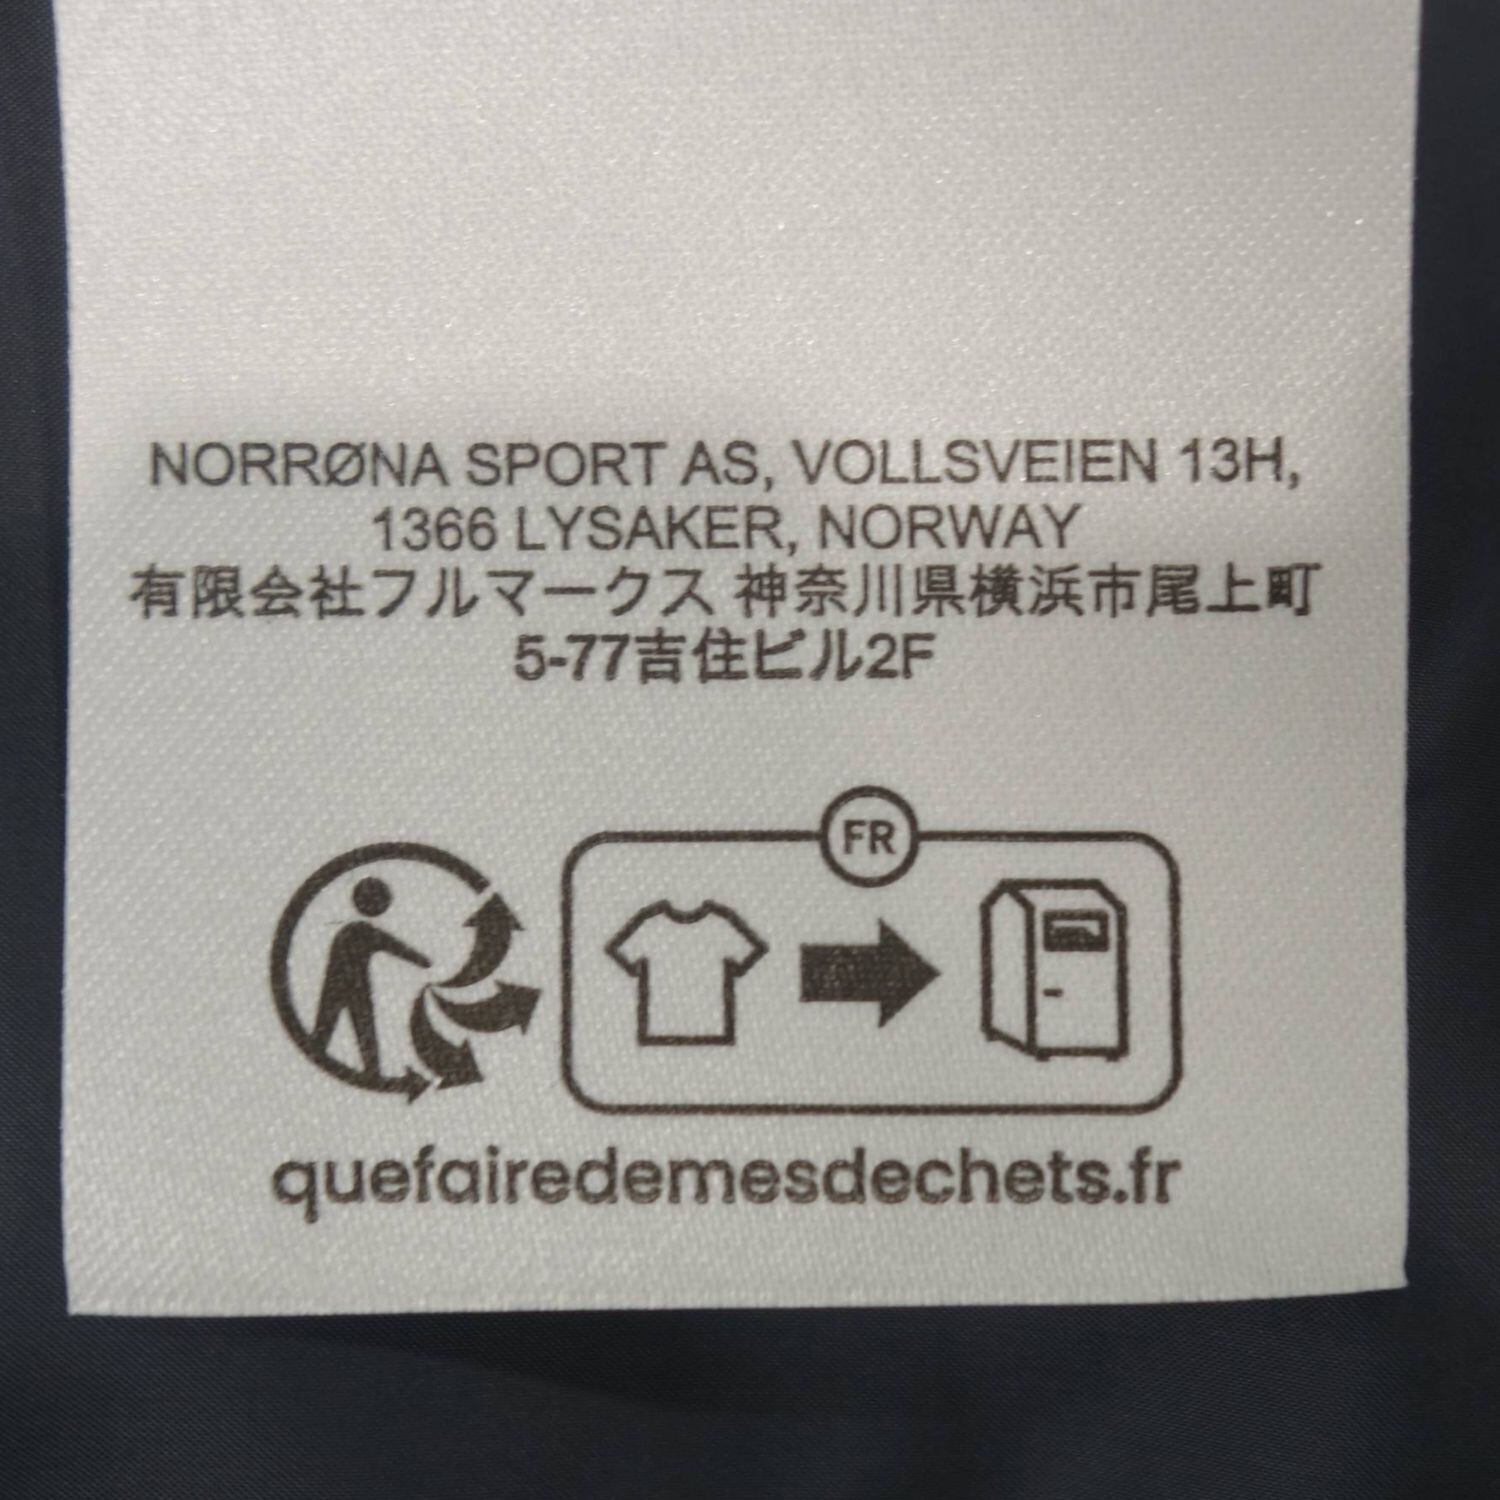 NORRØNA SPORT AS, VOLLSVEIEN 13H,
1366 LYSAKER, NORWAY
有限会社フルマークス 神奈川県横浜市尾上町
5-77吉住ビル2F
FR
quefairedemesdechets.fr